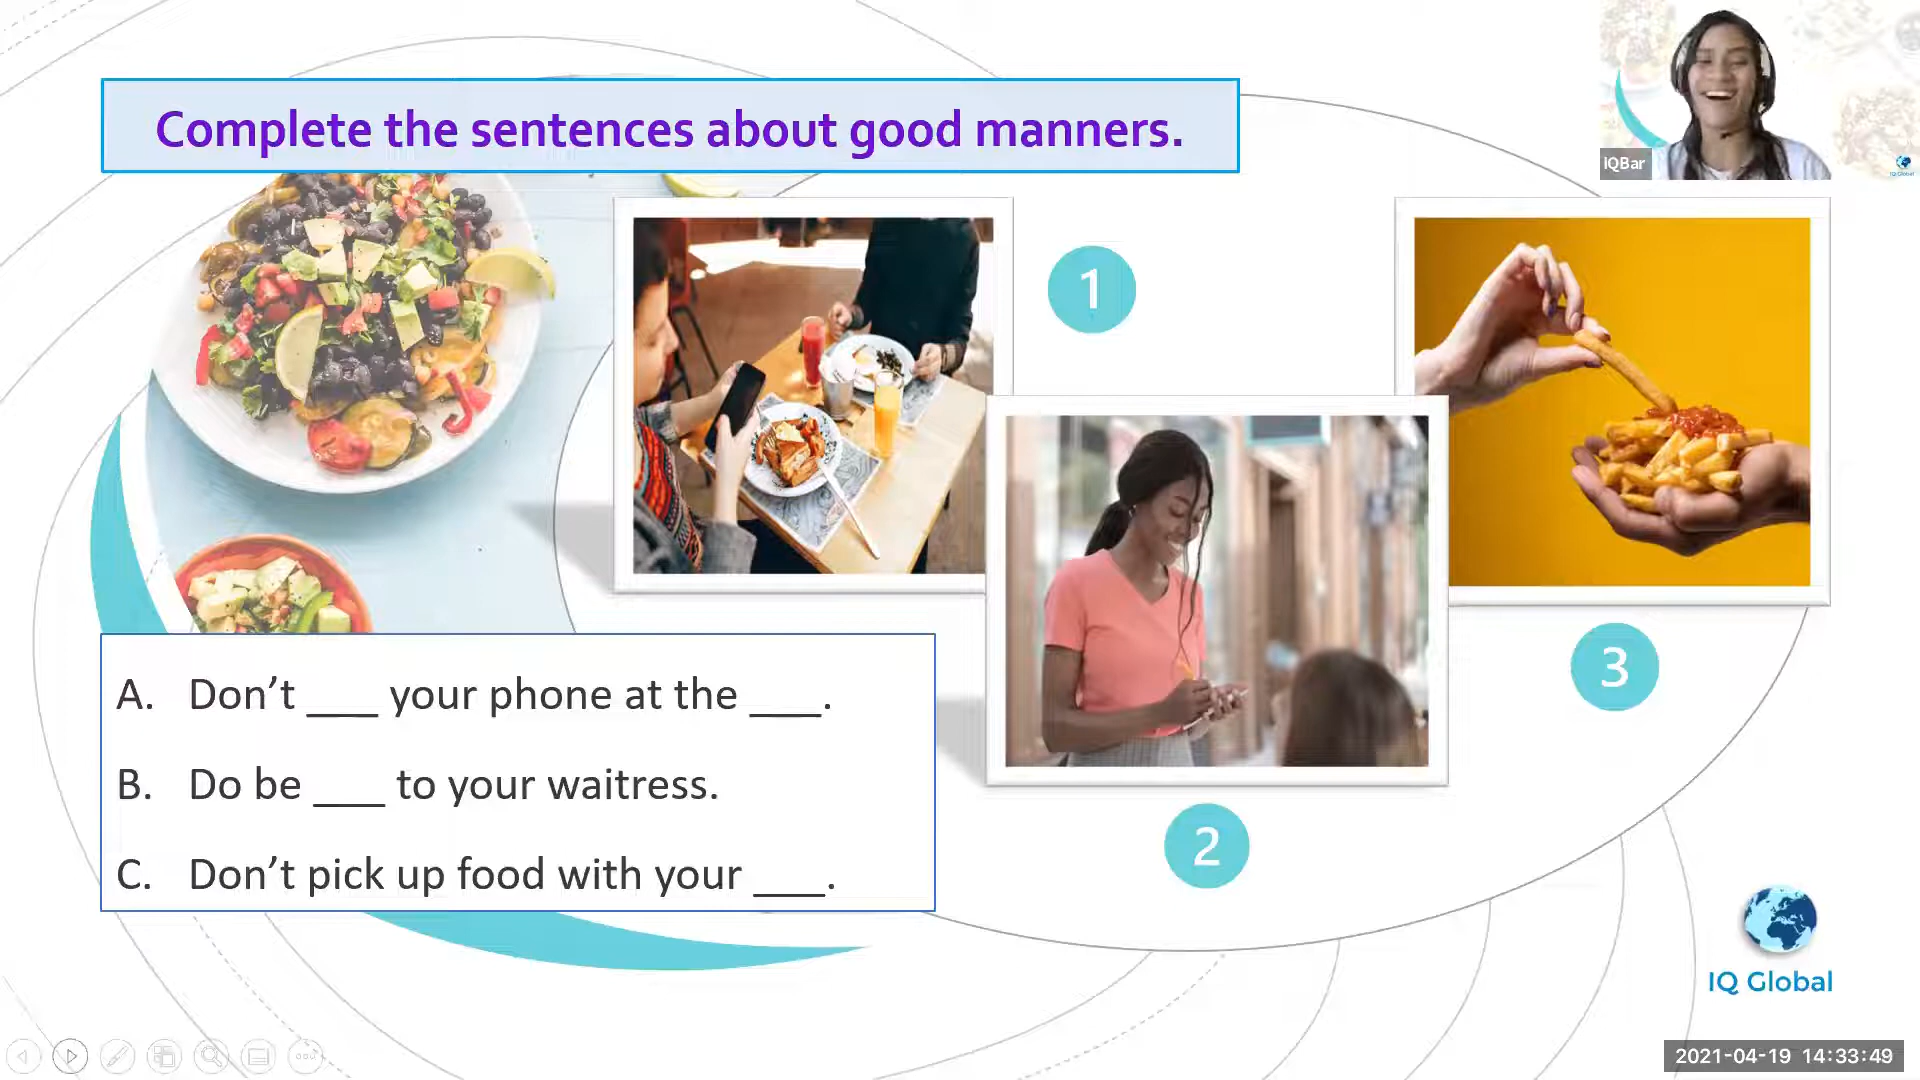 Complete the sentences about good manners.
IQBar
1
A. Don’t ___ your phone at the ___.
B. Do be ___ to your waitress.
C. Don’t pick up food with your ___.
2
3
IQ Global
2021-04-19 14:33:49